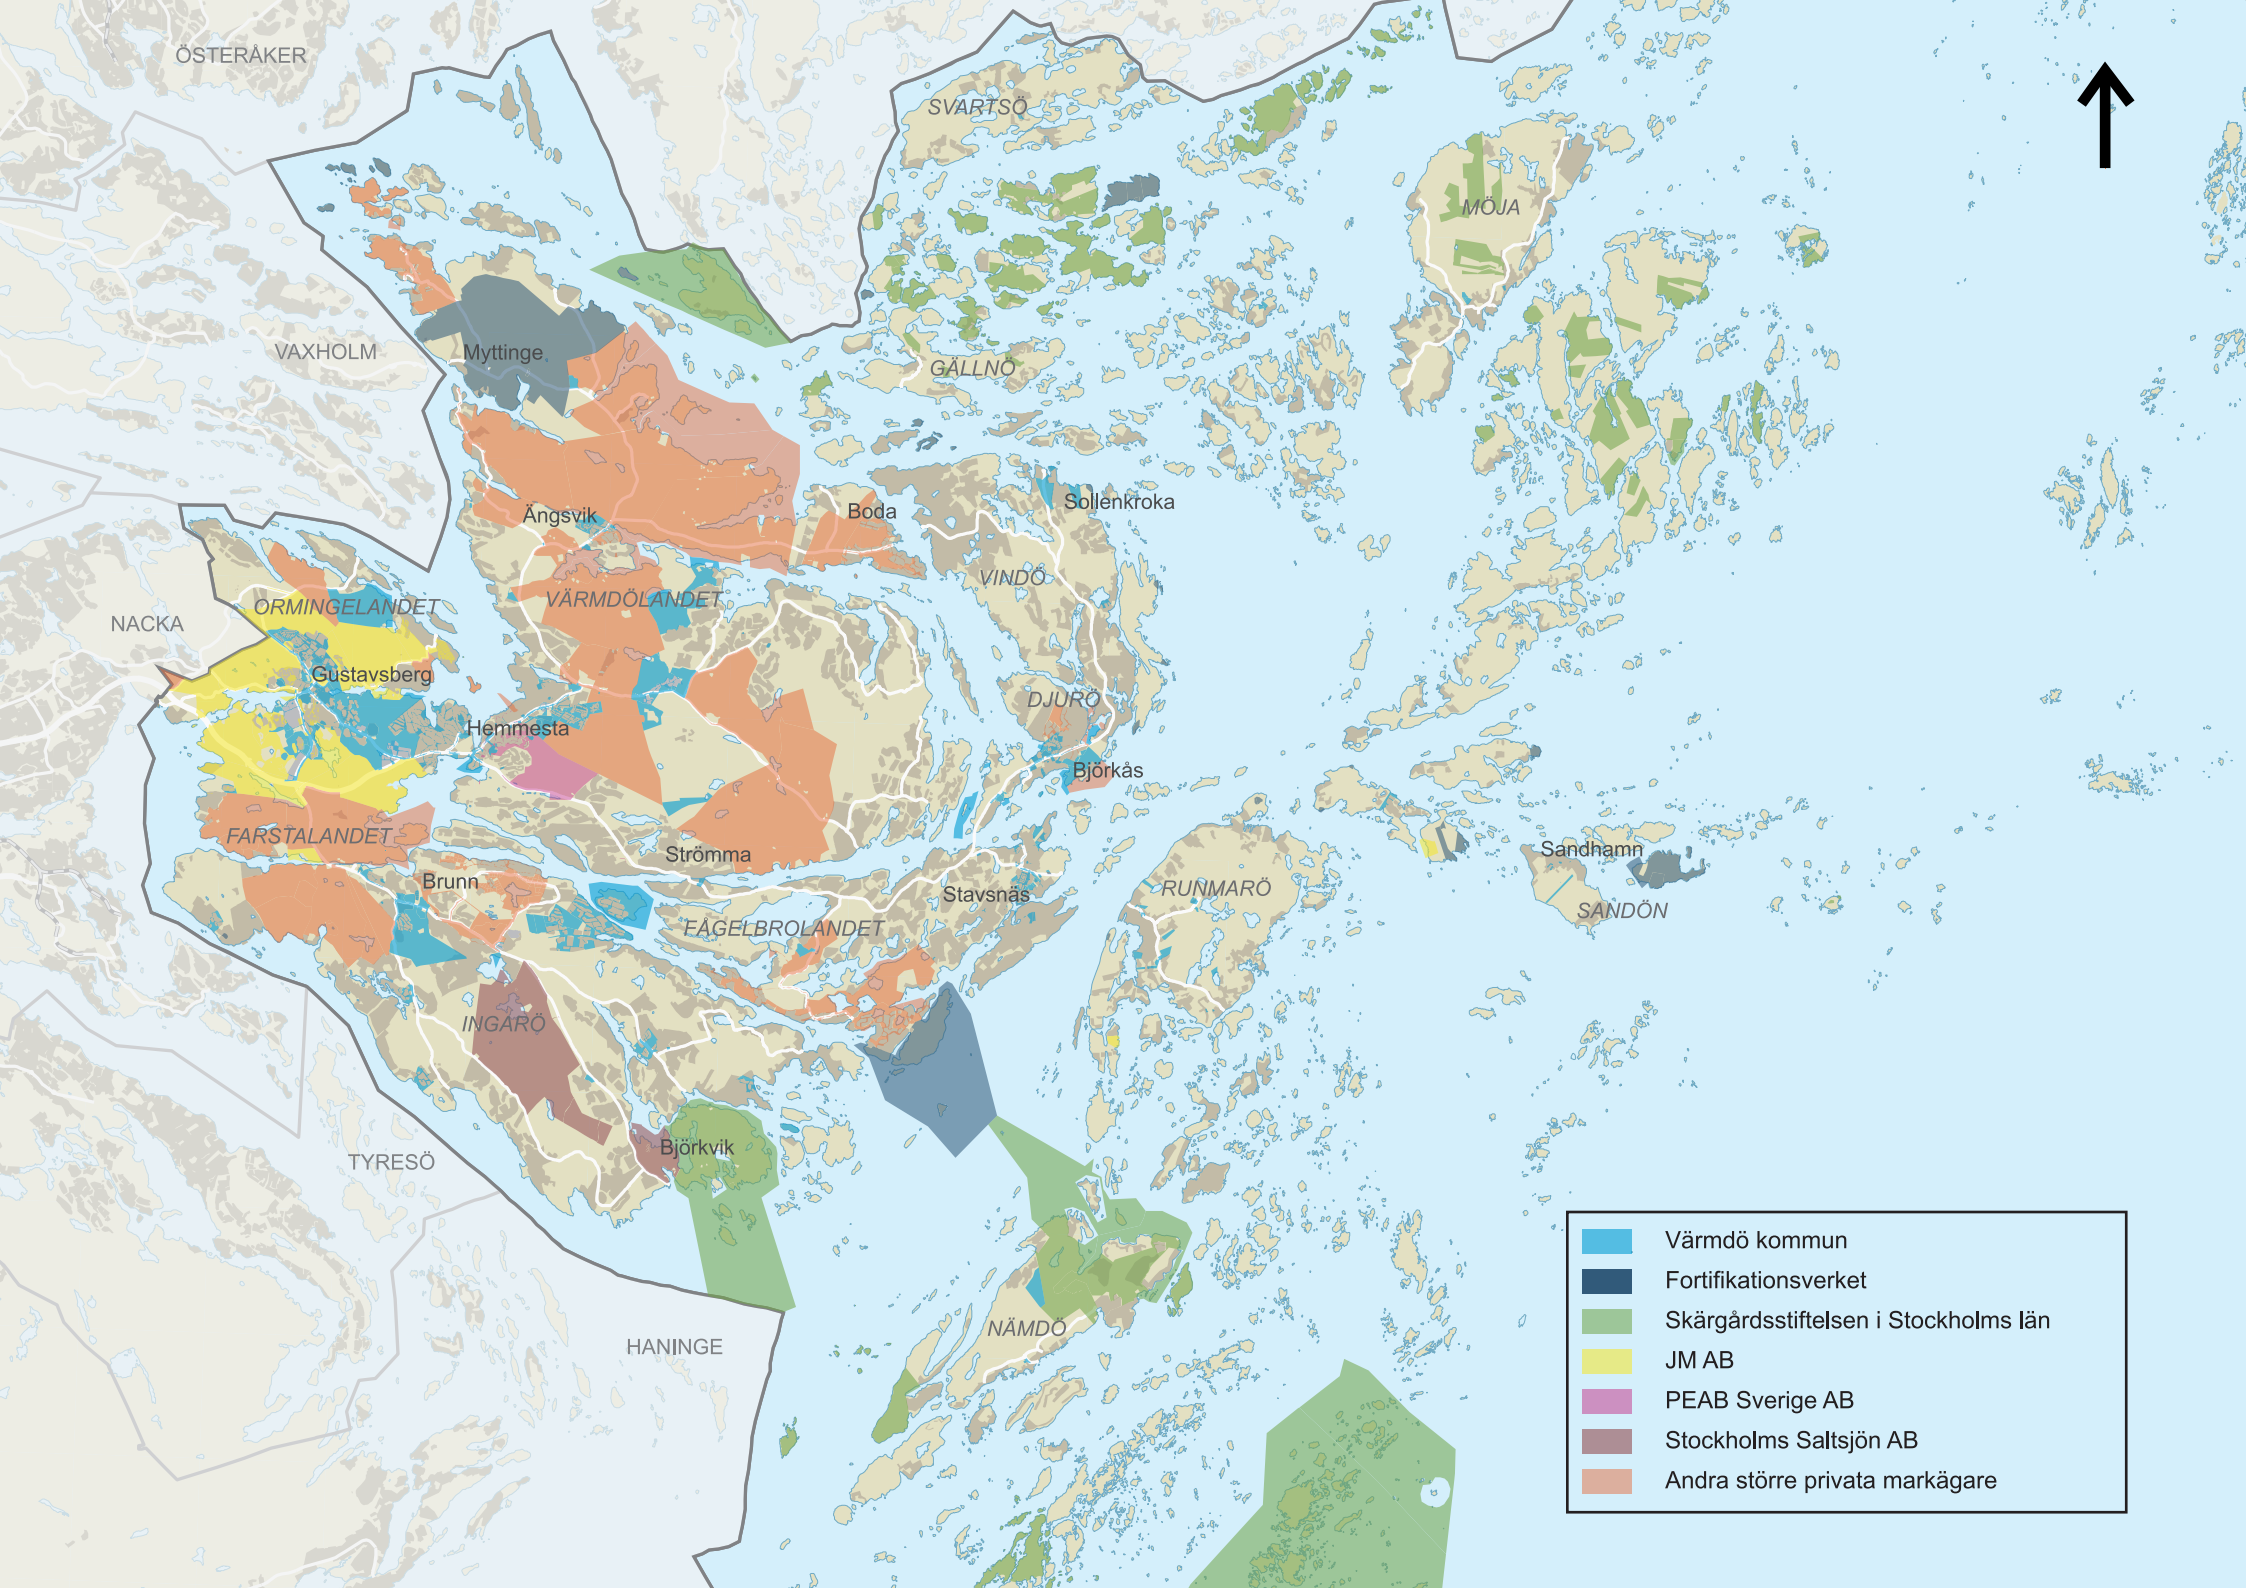 ÖSTERÅKER
SVARTSÖ
MÖJA
VAXHOLM
Myttinge
GÄLLNÖ
Ängsvik
Boda
Sollenkroka
VINDÖ
ORMINGELANDET
VÄRMDÖLANDET
NACKA
Gustavsberg
DJURÖ
Hemmesta
Björkås
FARSTALANDET
Strömma
Sandhamn
Brunn
Stavsnäs
RUNMARÖ
SANDÖN
FÅGELBROLANDET
INGARÖ
Björkvik
TYRESÖ
NÄMDÖ
HANINGE
Värmdö kommun
Fortifikationsverket
Skärgårdsstiftelsen i Stockholms län
JM AB
PEAB Sverige AB
Stockholms Saltsjön AB
Andra större privata markägare